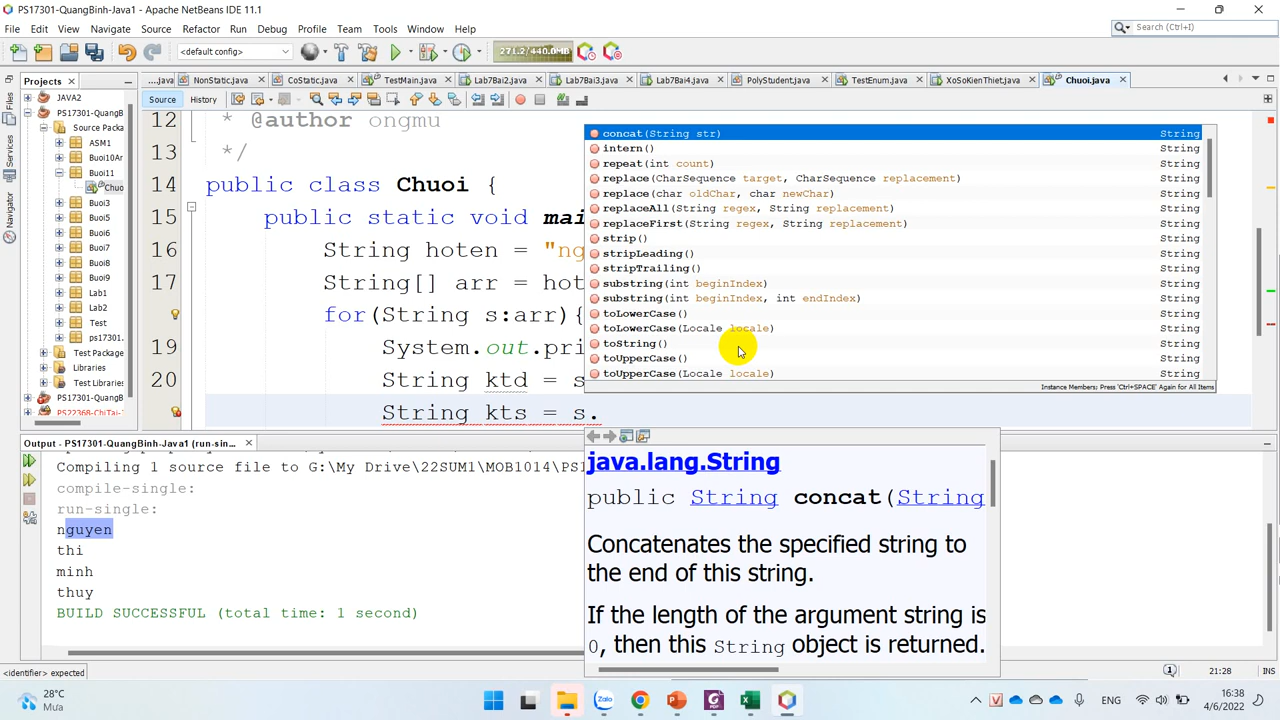 PS17301-QuangBinh-Java1 - Apache NetBeans IDE 11.1
File Edit View Navigate Source Refactor Run Debug Profile Team Tools Window Help
Search (Ctrl+I)
<default config>
271.2/440.0MB
Projects
....java NonStatic.java CoStatic.java TestMain.java Lab7Bai2.java Lab7Bai3.java Lab7Bai4.java PolyStudent.java TestEnum.java XoSoKienThiet.java Chuoi.java
Source History
Files
Services
Navigator
JAVA2
PS17301-QuangB
Source Packa
ASM1
Buoi10Ar
Buoi11
Chuo
Buoi3
Buoi5
Buoi6
Buoi7
Buoi8
Buoi9
Lab1
Lab2
Test
ps17301.
Test Package
Libraries
Test Librarie
PS17301-QuangB
PS22368-ChiTai-
12 * @author ongmu
13 */
14 public class Chuoi {
15 public static void mai
16 String hoten = "ng
17 String[] arr = hot
for(String s:arr){
19 System.out.pri
20 String ktd = s
String kts = s.
concat(String str) String
intern() String
repeat(int count) String
replace(CharSequence target, CharSequence replacement) String
replace(char oldChar, char newChar) String
replaceAll(String regex, String replacement) String
replaceFirst(String regex, String replacement) String
strip() String
stripLeading() String
stripTrailing() String
substring(int beginIndex) String
substring(int beginIndex, int endIndex) String
toLowerCase() String
toLowerCase(Locale locale) String
toString() String
toUpperCase() String
toUpperCase(Locale locale) String
Instance Members; Press 'Ctrl+SPACE' Again for All Items
java.lang.String
public String concat(String
Concatenates the specified string to
the end of this string.
If the length of the argument string is
0, then this String object is returned.
Output - PS17301-QuangBinh-Java1 (run-sin...
Compiling 1 source file to G:\My Drive\22SUM1\MOB1014\PS1
compile-single:
run-single:
nguyen
thi
minh
thuy
BUILD SUCCESSFUL (total time: 1 second)
<identifier> expected
1
21:28
INS
28°C
Mưa
Zalo
ENG
16:38
4/6/2022